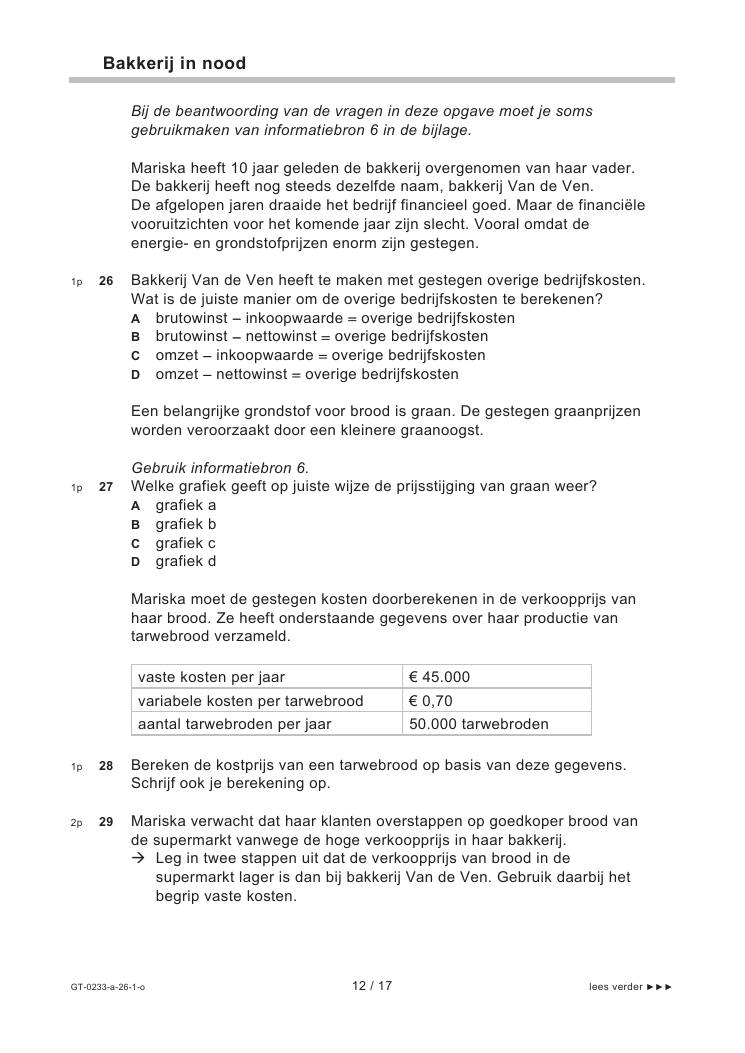 Bakkerij in nood
Bij de beantwoording van de vragen in deze opgave moet je soms
gebruikmaken van informatiebron 6 in de bijlage.
Mariska heeft 10 jaar geleden de bakkerij overgenomen van haar vader.
De bakkerij heeft nog steeds dezelfde naam, bakkerij Van de Ven.
De afgelopen jaren draaide het bedrijf financieel goed. Maar de financiële
vooruitzichten voor het komende jaar zijn slecht. Vooral omdat de
energie- en grondstofprijzen enorm zijn gestegen.
1p 26 Bakkerij Van de Ven heeft te maken met gestegen overige bedrijfskosten.
Wat is de juiste manier om de overige bedrijfskosten te berekenen?
A brutowinst – inkoopwaarde = overige bedrijfskosten
B brutowinst – nettowinst = overige bedrijfskosten
C omzet – inkoopwaarde = overige bedrijfskosten
D omzet – nettowinst = overige bedrijfskosten
Een belangrijke grondstof voor brood is graan. De gestegen graanprijzen
worden veroorzaakt door een kleinere graanoogst.
Gebruik informatiebron 6.
1p 27 Welke grafiek geeft op juiste wijze de prijsstijging van graan weer?
A grafiek a
B grafiek b
C grafiek c
D grafiek d
Mariska moet de gestegen kosten doorberekenen in de verkoopprijs van
haar brood. Ze heeft onderstaande gegevens over haar productie van
tarwebrood verzameld.
vaste kosten per jaar € 45.000
variabele kosten per tarwebrood € 0,70
aantal tarwebroden per jaar 50.000 tarwebroden
1p 28 Bereken de kostprijs van een tarwebrood op basis van deze gegevens.
Schrijf ook je berekening op.
2p 29 Mariska verwacht dat haar klanten overstappen op goedkoper brood van
de supermarkt vanwege de hoge verkoopprijs in haar bakkerij.
→ Leg in twee stappen uit dat de verkoopprijs van brood in de
supermarkt lager is dan bij bakkerij Van de Ven. Gebruik daarbij het
begrip vaste kosten.
GT-0233-a-26-1-o 12 / 17 lees verder ►►►